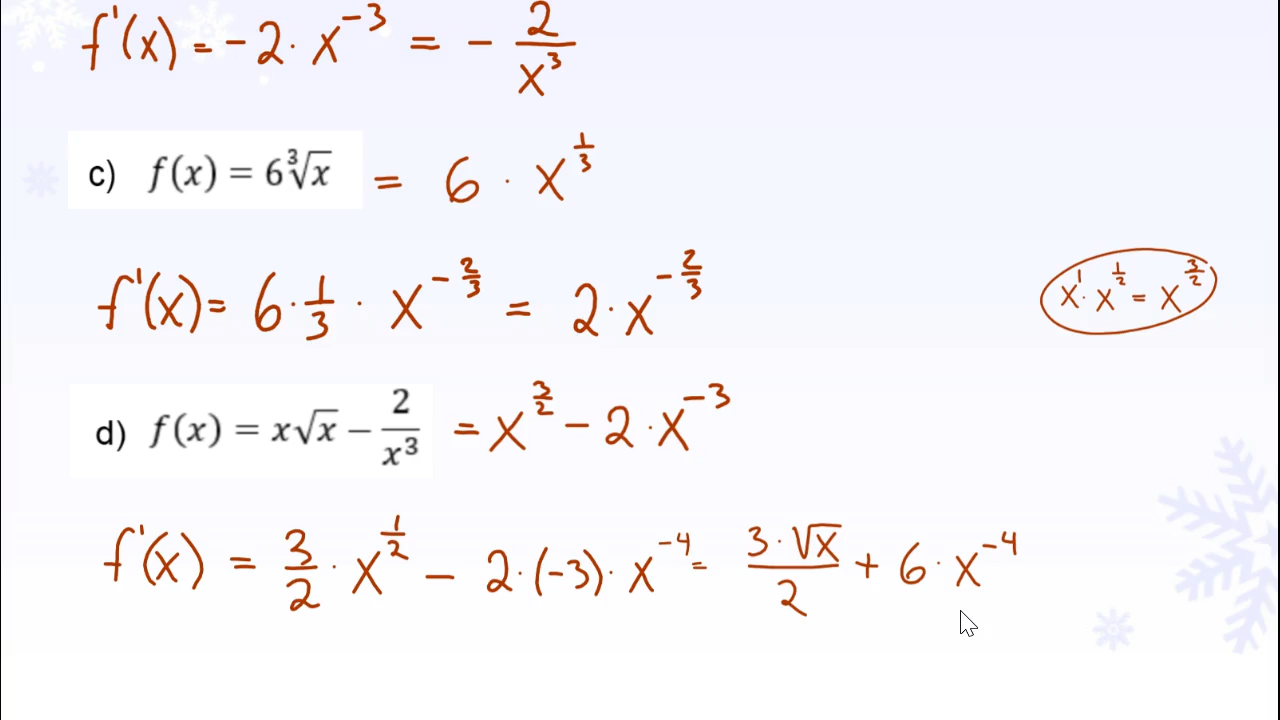 f'(x) = -2 · x⁻³ = - 2/x³
c) f(x) = 6∛x = 6 · x^(1/3)
f'(x) = 6 · 1/3 · x^(-2/3) = 2 · x^(-2/3)
x¹ · x^(1/2) = x^(3/2)
d) f(x) = x√x − 2/x³ = x^(3/2) − 2 · x⁻³
f'(x) = 3/2 · x^(1/2) − 2 · (−3) · x⁻⁴ = 3 · √x/2 + 6 · x⁻⁴